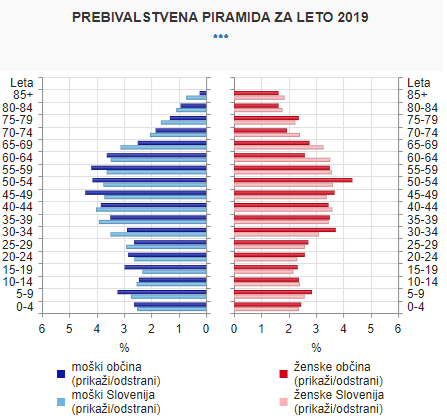 PREBIVALSTVENA PIRAMIDA ZA LETO 2019
Leta Leta
85+ 85+
80-84 80-84
75-79 75-79
70-74 70-74
65-69 65-69
60-64 60-64
55-59 55-59
50-54 50-54
45-49 45-49
40-44 40-44
35-39 35-39
30-34 30-34
25-29 25-29
20-24 20-24
15-19 15-19
10-14 10-14
5-9 5-9
0-4 0-4
6 5 4 3 2 1 0 0 1 2 3 4 5 6
% %
moški občina
(prikaži/odstrani)
moški Slovenija
(prikaži/odstrani)
ženske občina
(prikaži/odstrani)
ženske Slovenija
(prikaži/odstrani)